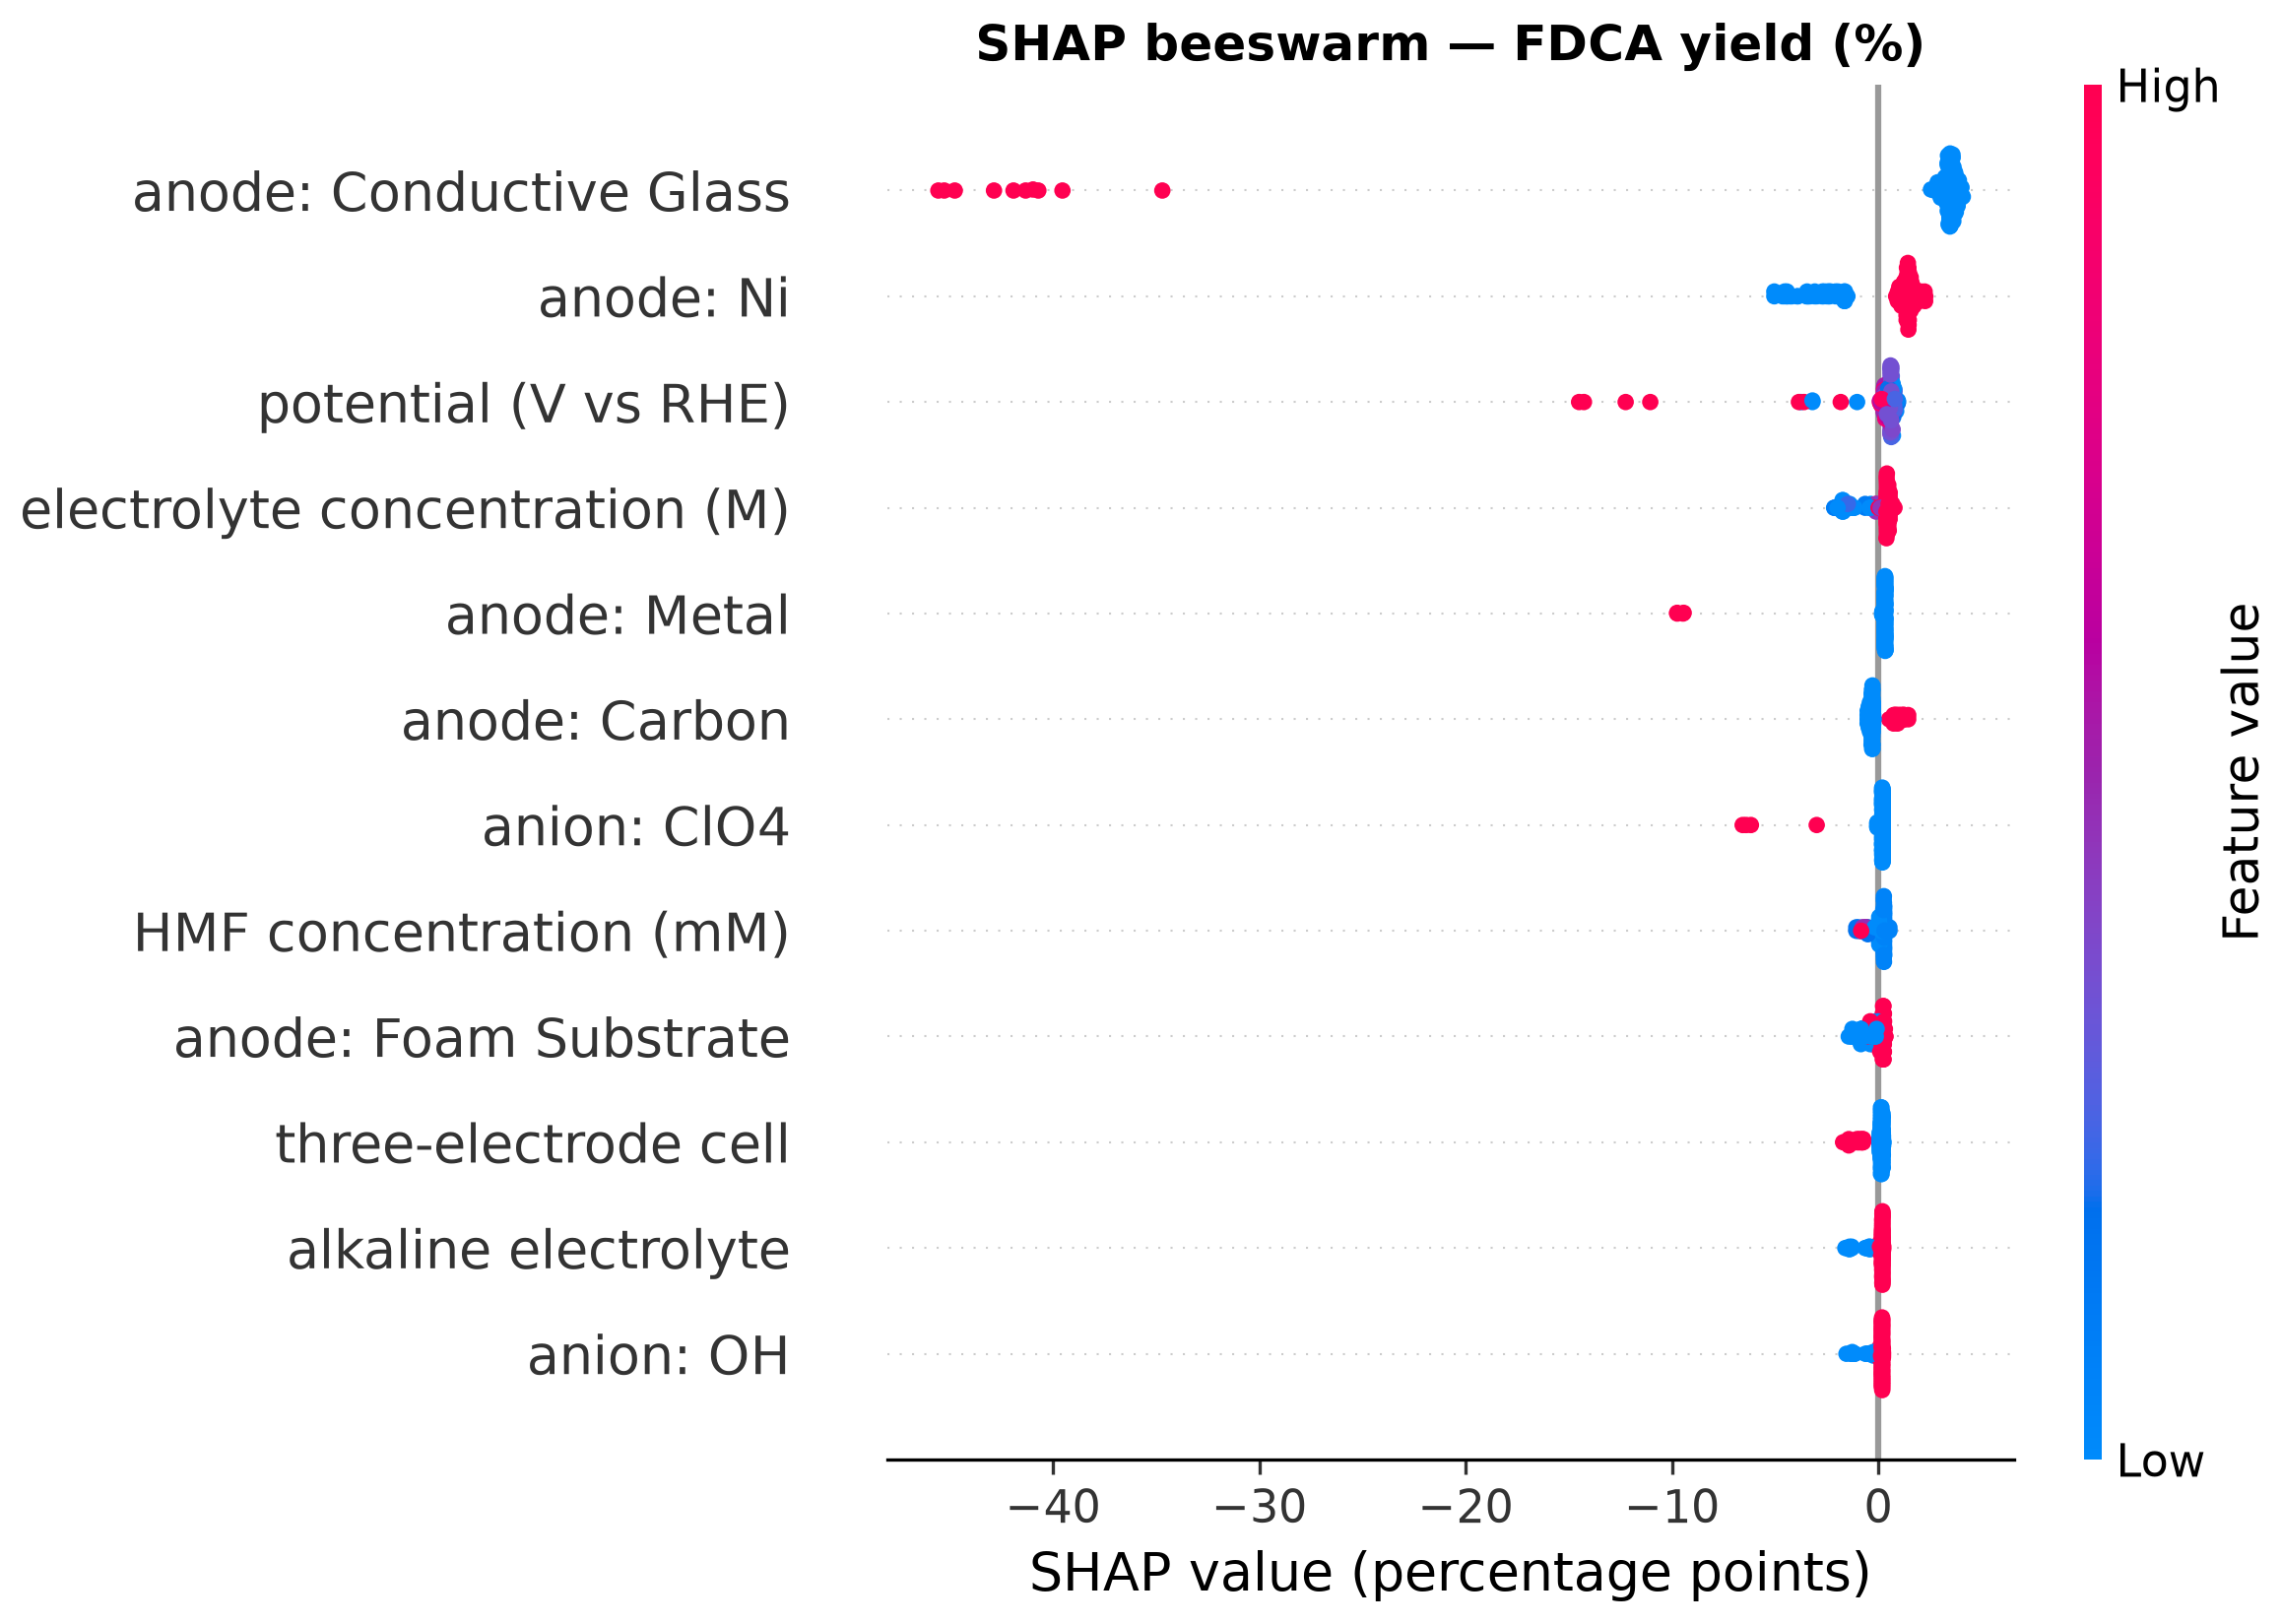 SHAP beeswarm — FDCA yield (%)
High
anode: Conductive Glass
anode: Ni
potential (V vs RHE)
electrolyte concentration (M)
anode: Metal
anode: Carbon
anion: ClO4
HMF concentration (mM)
anode: Foam Substrate
three-electrode cell
alkaline electrolyte
anion: OH
Feature value
Low
−40 −30 −20 −10 0
SHAP value (percentage points)